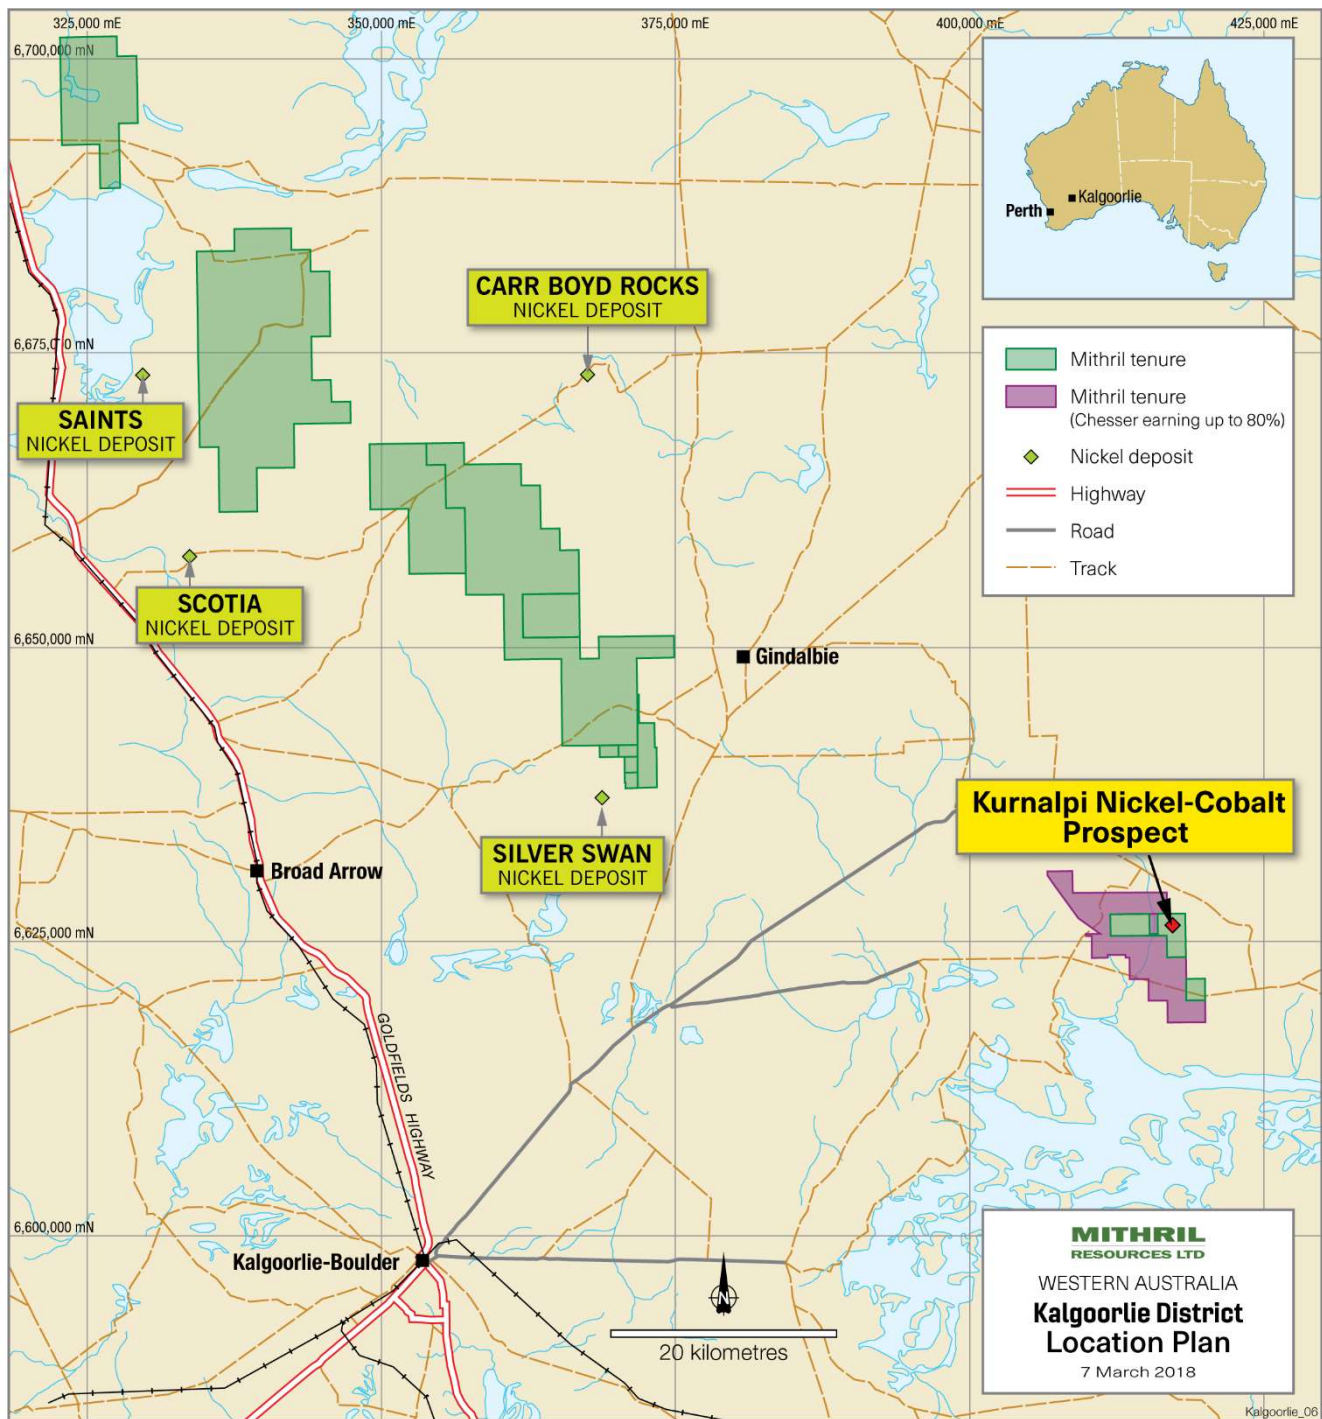 325,000 mE
350,000 mE
375,000 mE
400,000 mE
425,000 mE
6,700,000 mN
6,675,000 mN
6,650,000 mN
6,625,000 mN
6,600,000 mN
Perth
Kalgoorlie
CARR BOYD ROCKS
NICKEL DEPOSIT
SAINTS
NICKEL DEPOSIT
SCOTIA
NICKEL DEPOSIT
SILVER SWAN
NICKEL DEPOSIT
Gindalbie
Broad Arrow
Kurnalpi Nickel-Cobalt
Prospect
GOLDFIELDS HIGHWAY
Kalgoorlie-Boulder
Mithril tenure
Mithril tenure
(Chesser earning up to 80%)
Nickel deposit
Highway
Road
Track
N
20 kilometres
MITHRIL
RESOURCES LTD
WESTERN AUSTRALIA
Kalgoorlie District
Location Plan
7 March 2018
Kalgoorlie_06